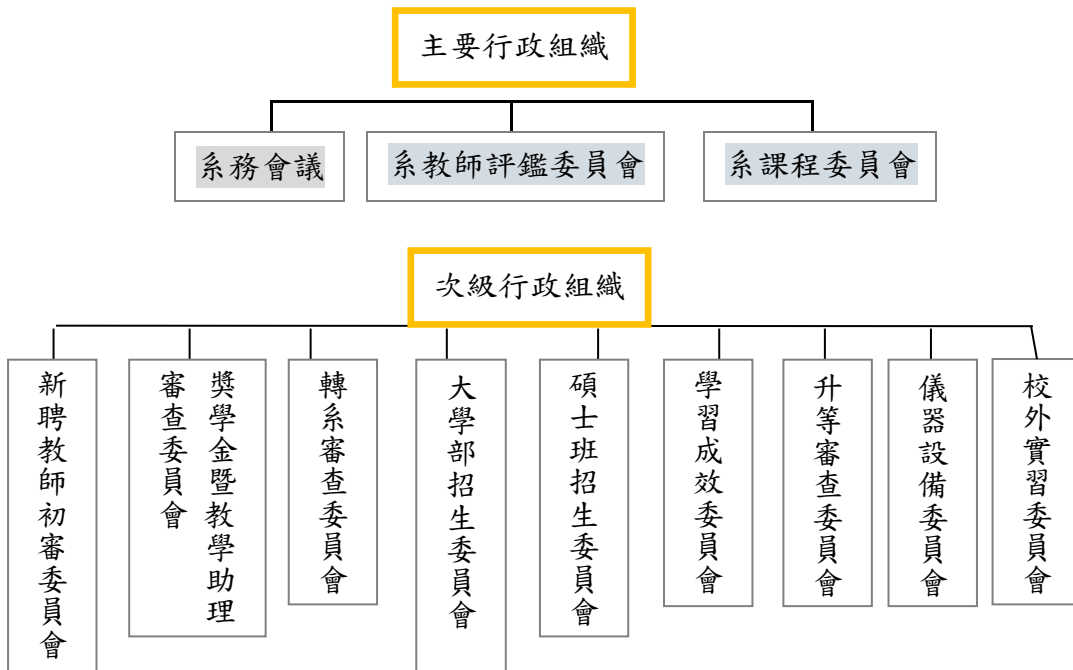 主要行政組織
系務會議
系教師評鑑委員會
系課程委員會
次級行政組織
新聘教師初審委員會
獎學金暨教學助理
審查委員會
轉系審查委員會
大學部招生委員會
碩士班招生委員會
學習成效委員會
升等審查委員會
儀器設備委員會
校外實習委員會